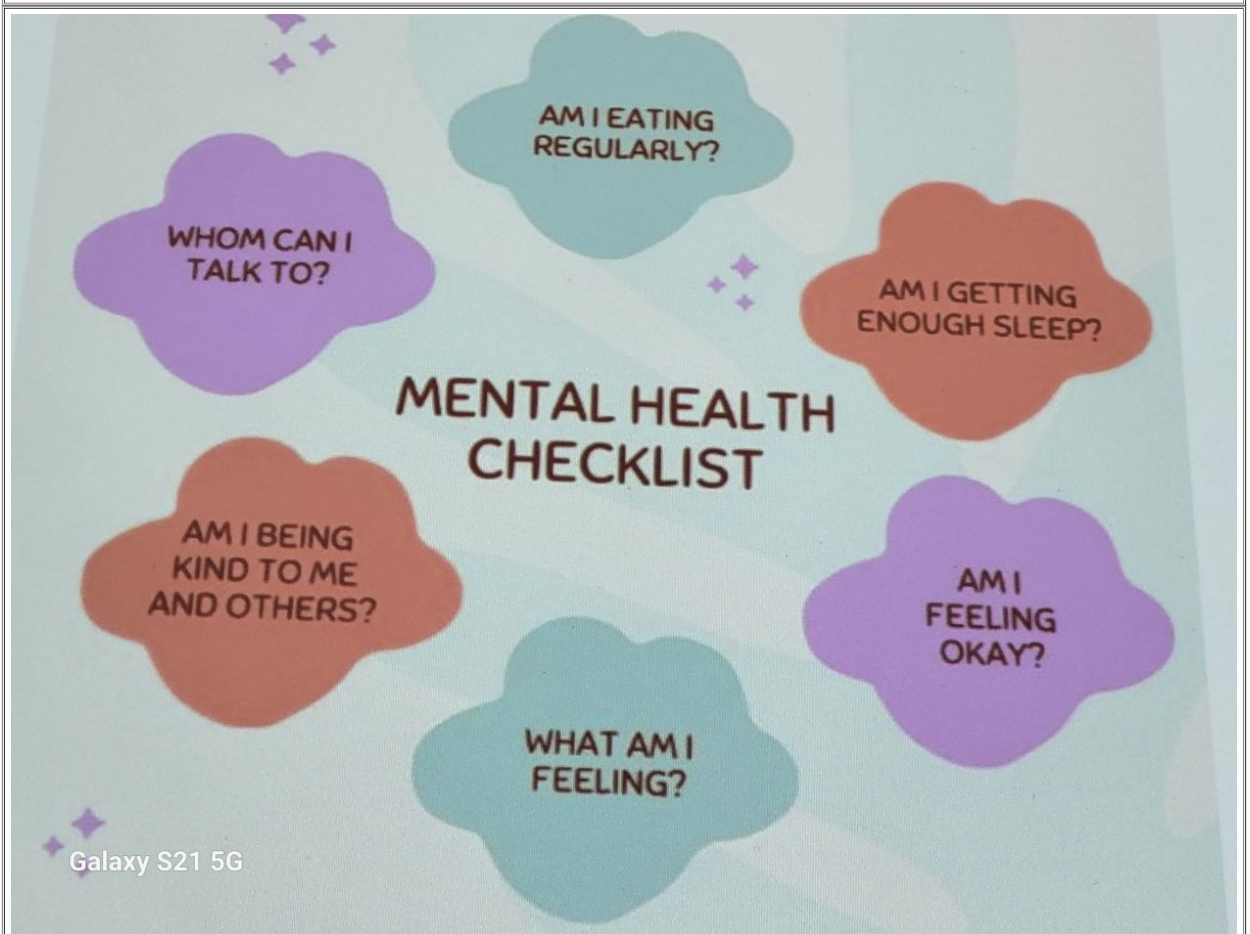 AM I EATING
REGULARLY?
WHOM CAN I
TALK TO?
AM I GETTING
ENOUGH SLEEP?
MENTAL HEALTH
CHECKLIST
AM I BEING
KIND TO ME
AND OTHERS?
AM I
FEELING
OKAY?
WHAT AM I
FEELING?
Galaxy S21 5G